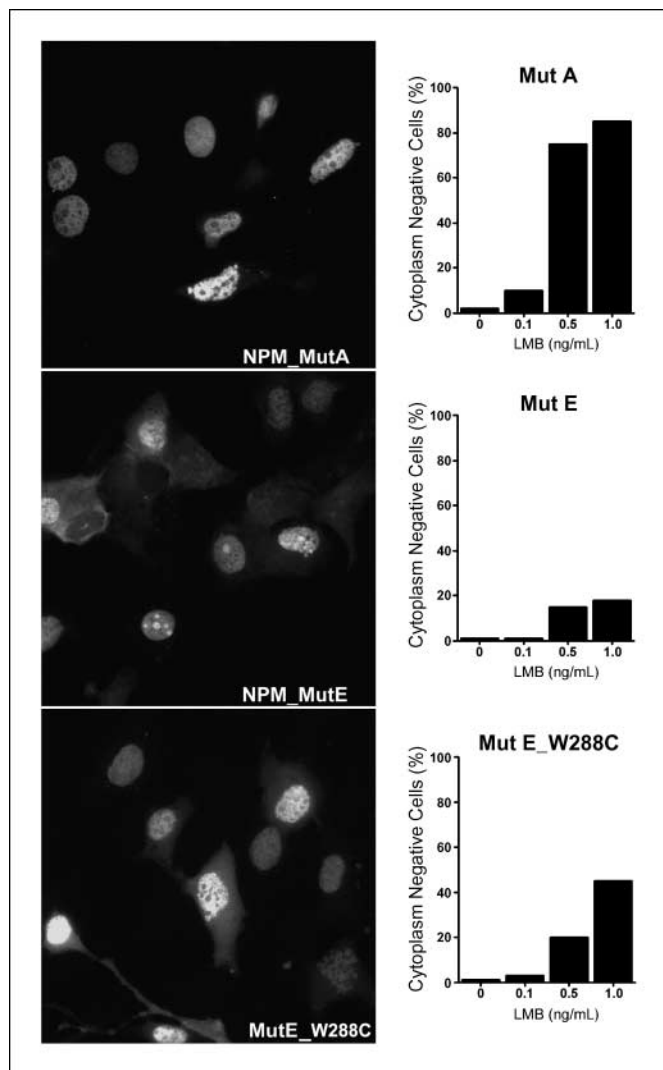 NPM_MutA
Mut A
Cytoplasm Negative Cells (%)
100
80
60
40
20
0
0 0.1 0.5 1.0
LMB (ng/mL)
NPM_MutE
Mut E
Cytoplasm Negative Cells (%)
100
80
60
40
20
0
0 0.1 0.5 1.0
LMB (ng/mL)
MutE_W288C
Mut E_W288C
Cytoplasm Negative Cells (%)
100
80
60
40
20
0
0 0.1 0.5 1.0
LMB (ng/mL)